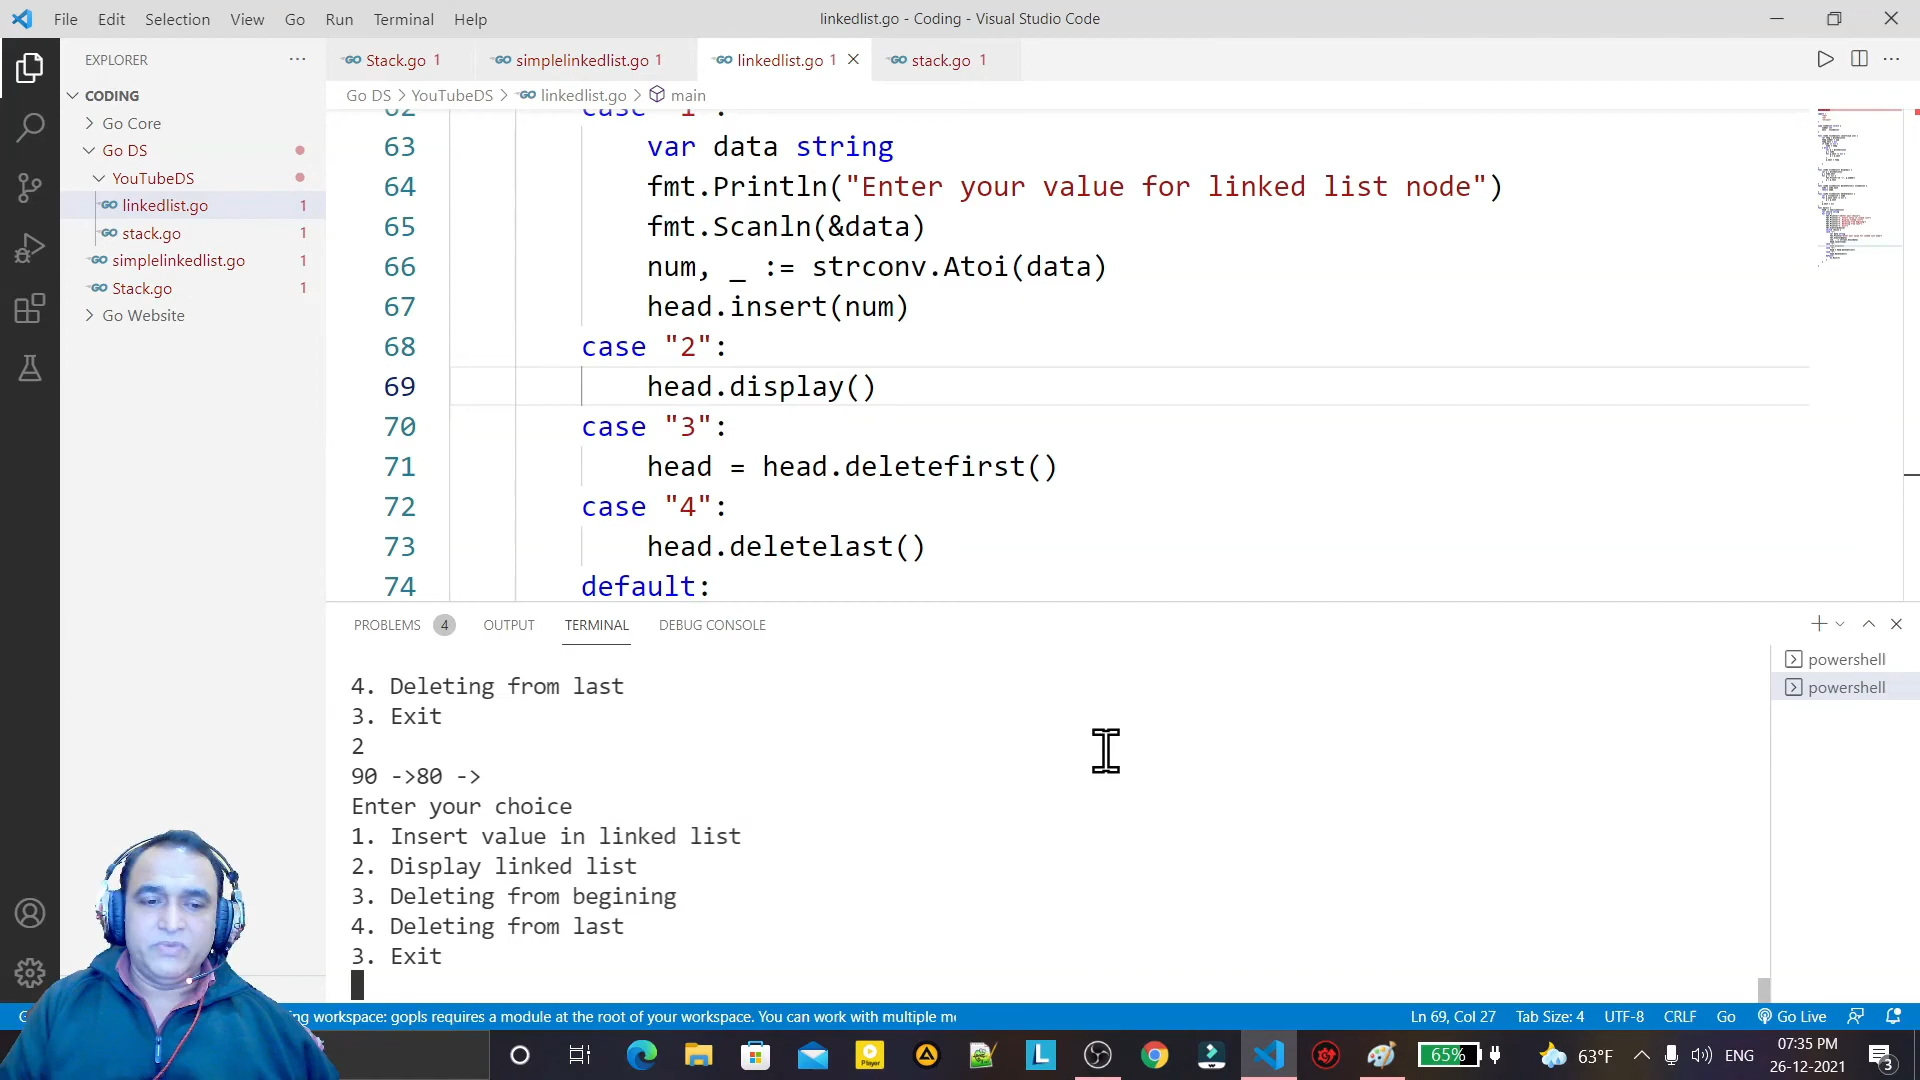 File Edit Selection View Go Run Terminal Help
linkedlist.go - Coding - Visual Studio Code
EXPLORER
Stack.go 1
simplelinkedlist.go 1
linkedlist.go 1
stack.go 1
CODING
Go DS > YouTubeDS > linkedlist.go > main
Go Core
Go DS
YouTubeDS
linkedlist.go 1
stack.go 1
simplelinkedlist.go 1
Stack.go 1
Go Website
62 case "1":
63 var data string
64 fmt.Println("Enter your value for linked list node")
65 fmt.Scanln(&data)
66 num, _ := strconv.Atoi(data)
67 head.insert(num)
68 case "2":
69 head.display()
70 case "3":
71 head = head.deletefirst()
72 case "4":
73 head.deletelast()
74 default:
PROBLEMS 4 OUTPUT TERMINAL DEBUG CONSOLE
powershell
powershell
4. Deleting from last
3. Exit
2
90 ->80 ->
Enter your choice
1. Insert value in linked list
2. Display linked list
3. Deleting from begining
4. Deleting from last
3. Exit
ng workspace: gopls requires a module at the root of your workspace. You can work with multiple m
Ln 69, Col 27 Tab Size: 4 UTF-8 CRLF Go Go Live
Player
L
65%
63°F
ENG
07:35 PM
26-12-2021
3